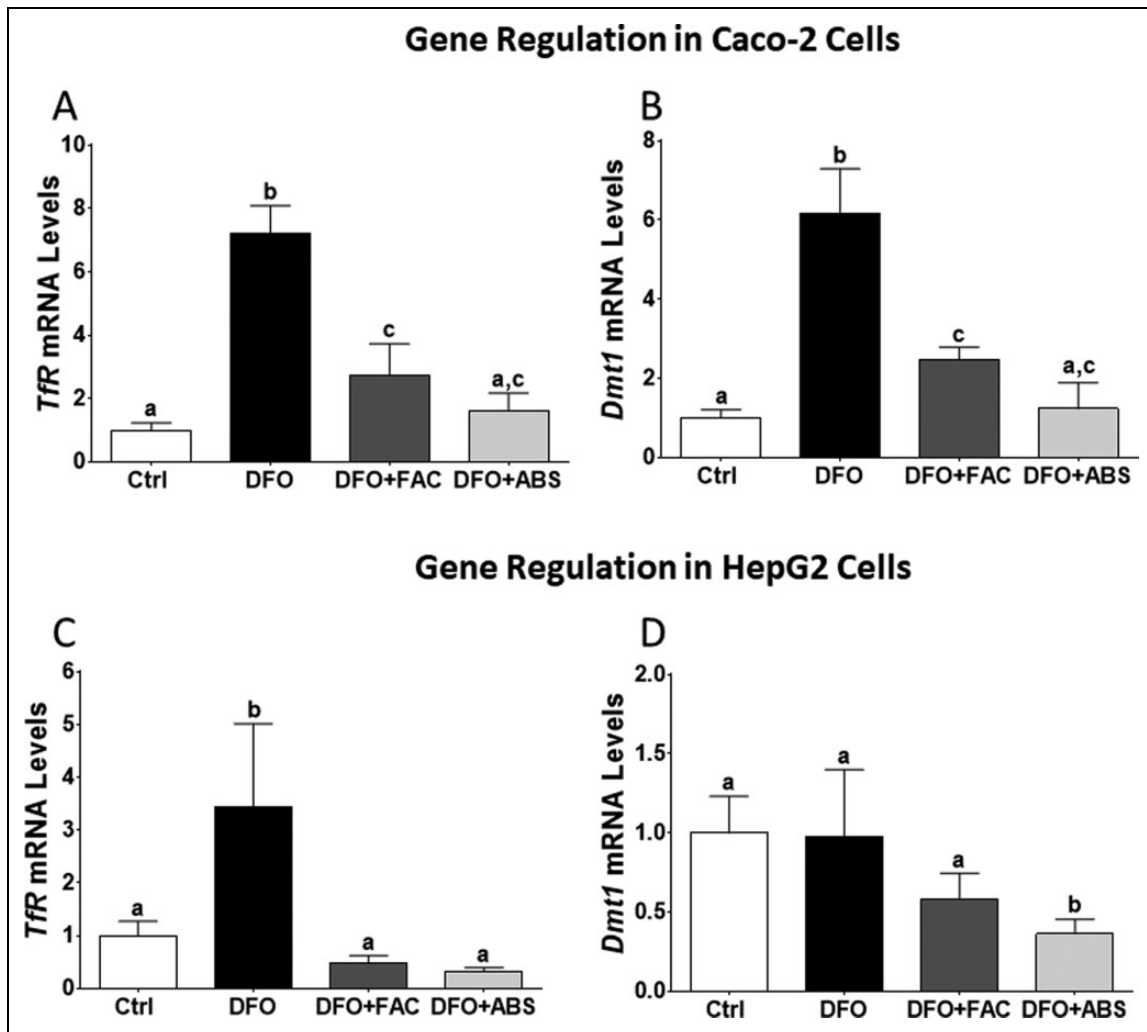 Gene Regulation in Caco-2 Cells
A
B
TfR mRNA Levels
10
8
6
4
2
0
a
b
c
a,c
Ctrl
DFO
DFO+FAC
DFO+ABS
Dmt1 mRNA Levels
8
6
4
2
0
a
b
c
a,c
Ctrl
DFO
DFO+FAC
DFO+ABS
Gene Regulation in HepG2 Cells
C
D
TfR mRNA Levels
6
5
4
3
2
1
0
a
b
a
a
Ctrl
DFO
DFO+FAC
DFO+ABS
Dmt1 mRNA Levels
2.0
1.5
1.0
0.5
0.0
a
a
a
b
Ctrl
DFO
DFO+FAC
DFO+ABS